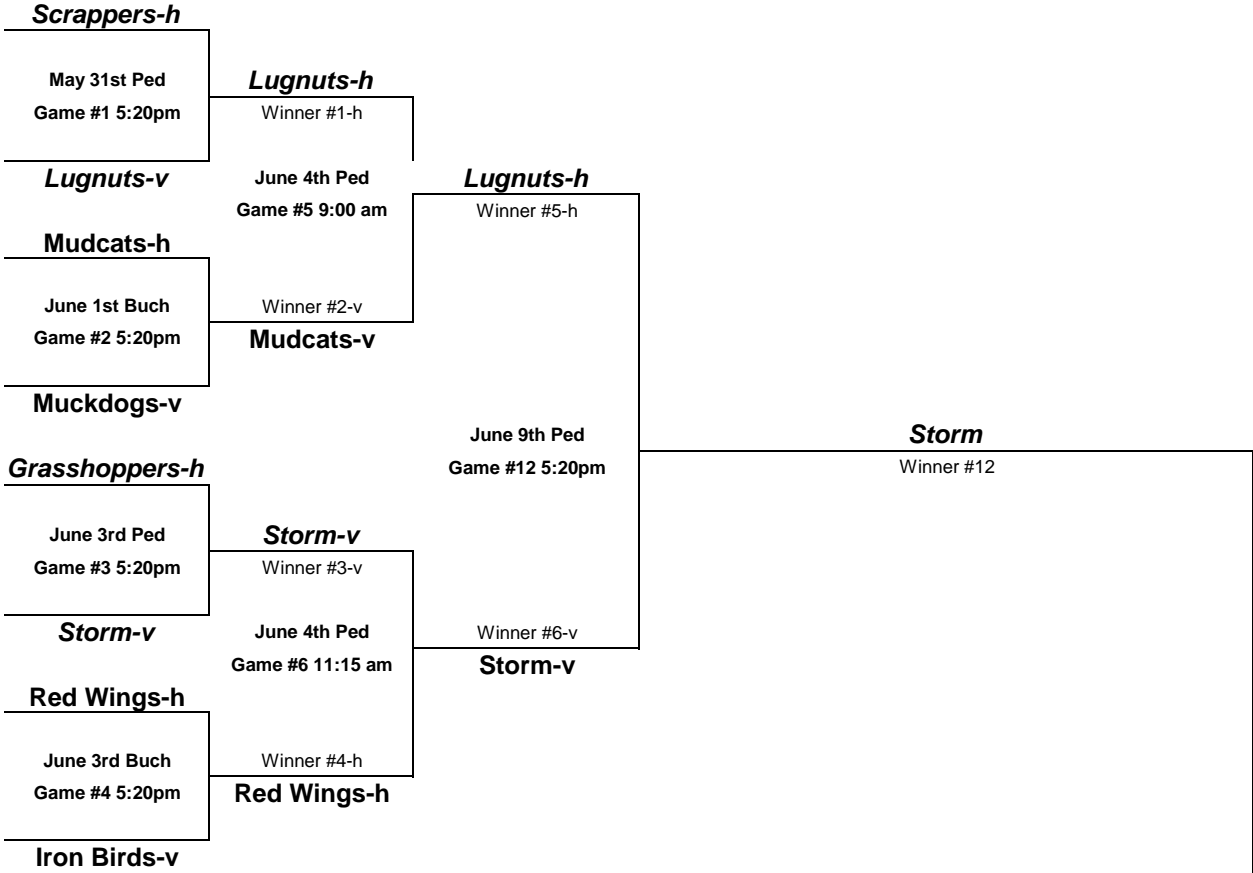 Scrappers-h
May 31st Ped
Game #1 5:20pm
Lugnuts-v
Mudcats-h
June 1st Buch
Game #2 5:20pm
Muckdogs-v
Grasshoppers-h
June 3rd Ped
Game #3 5:20pm
Storm-v
Red Wings-h
June 3rd Buch
Game #4 5:20pm
Iron Birds-v
Lugnuts-h
Winner #1-h
June 4th Ped
Game #5 9:00 am
Winner #2-v
Mudcats-v
Storm-v
Winner #3-v
June 4th Ped
Game #6 11:15 am
Winner #4-h
Red Wings-h
Lugnuts-h
Winner #5-h
June 9th Ped
Game #12 5:20pm
Winner #6-v
Storm-v
Storm
Winner #12